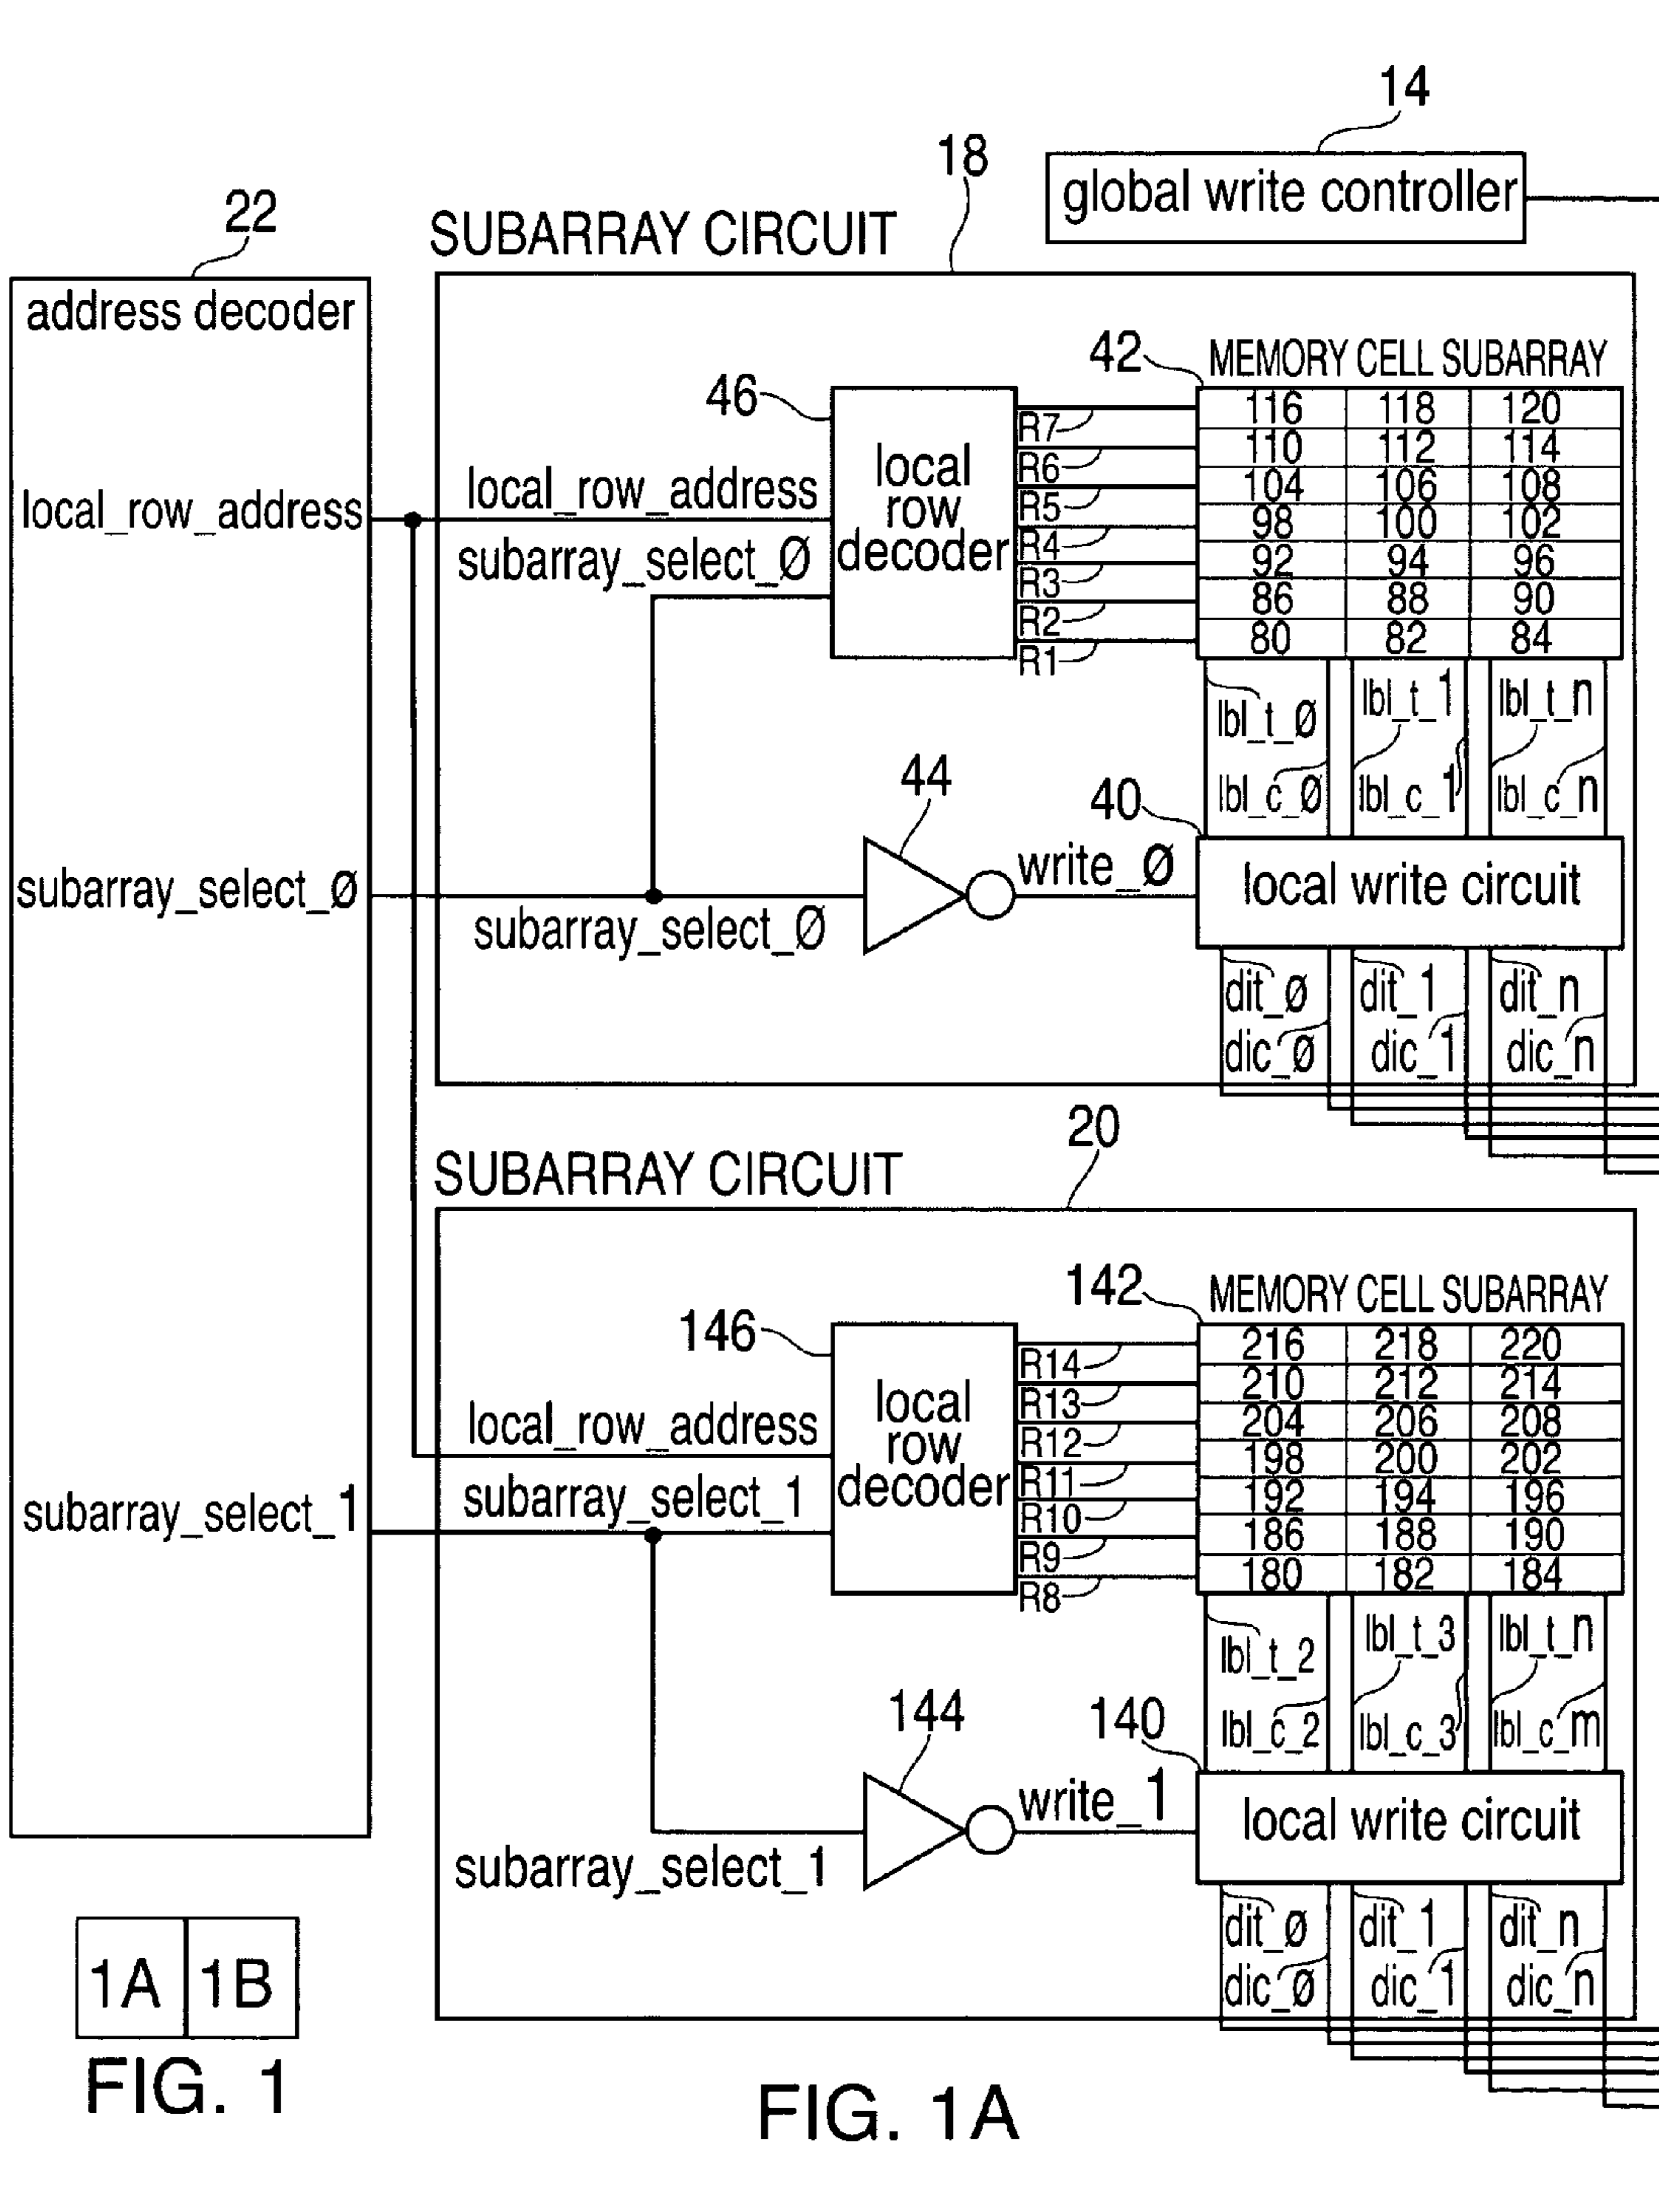 14
global write controller
18
SUBARRAY CIRCUIT
22
address decoder
local_row_address
subarray_select_Ø
subarray_select_1
42
MEMORY CELL SUBARRAY
46
local
row
decoder
local_row_address
subarray_select_Ø
R7
R6
R5
R4
R3
R2
R1
116 118 120
110 112 114
104 106 108
98 100 102
92 94 96
86 88 90
80 82 84
lbl_t_Ø lbl_t_1 lbl_t_n
lbl_c_Ø lbl_c_1 lbl_c_n
44
40
write_Ø
local write circuit
subarray_select_Ø
dit_Ø dit_1 dit_n
dic_Ø dic_1 dic_n
20
SUBARRAY CIRCUIT
142
MEMORY CELL SUBARRAY
146
local
row
decoder
local_row_address
subarray_select_1
R14
R13
R12
R11
R10
R9
R8
216 218 220
210 212 214
204 206 208
198 200 202
192 194 196
186 188 190
180 182 184
lbl_t_2 lbl_t_3 lbl_t_n
lbl_c_2 lbl_c_3 lbl_c_m
144
140
write_1
local write circuit
subarray_select_1
dit_Ø dit_1 dit_n
dic_Ø dic_1 dic_n
1A 1B
FIG. 1
FIG. 1A